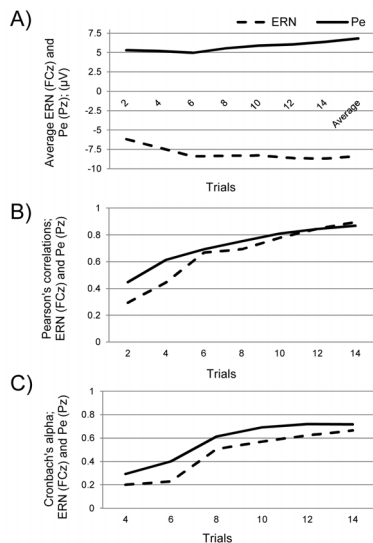 A)
ERN Pe
Average ERN (FCz) and
Pe (Pz); (µV)
7.5
5
2.5
0
-2.5
-5
-7.5
-10
2 4 6 8 10 12 14 Average
Trials
B)
Pearson's correlations;
ERN (FCz) and Pe (Pz)
1
0.8
0.6
0.4
0.2
0
2 4 6 8 10 12 14
Trials
C)
Cronbach's alpha;
ERN (FCz) and Pe (Pz)
1
0.8
0.6
0.4
0.2
0
4 6 8 10 12 14
Trials